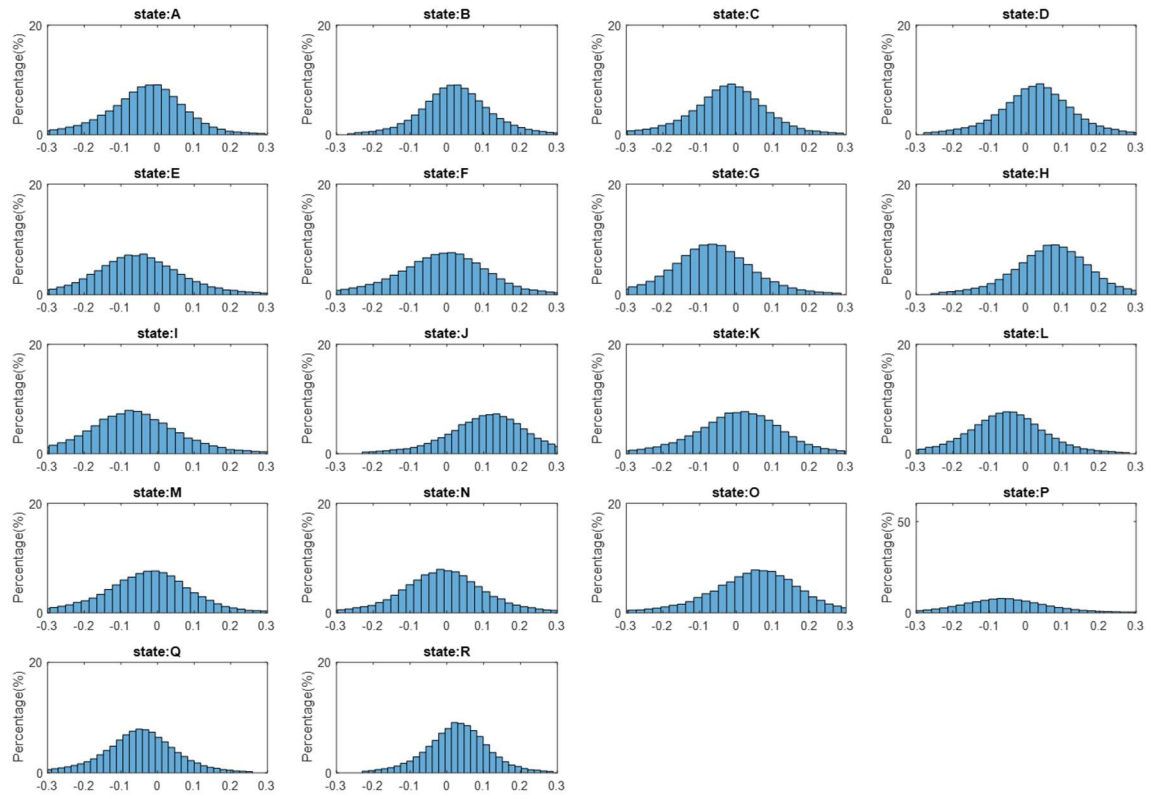 state:A
20
0
Percentage(%)
-0.3 -0.2 -0.1 0 0.1 0.2 0.3
state:B
20
0
Percentage(%)
-0.3 -0.2 -0.1 0 0.1 0.2 0.3
state:C
20
0
Percentage(%)
-0.3 -0.2 -0.1 0 0.1 0.2 0.3
state:D
20
0
Percentage(%)
-0.3 -0.2 -0.1 0 0.1 0.2 0.3
state:E
20
0
Percentage(%)
-0.3 -0.2 -0.1 0 0.1 0.2 0.3
state:F
20
0
Percentage(%)
-0.3 -0.2 -0.1 0 0.1 0.2 0.3
state:G
20
0
Percentage(%)
-0.3 -0.2 -0.1 0 0.1 0.2 0.3
state:H
20
0
Percentage(%)
-0.3 -0.2 -0.1 0 0.1 0.2 0.3
state:I
20
0
Percentage(%)
-0.3 -0.2 -0.1 0 0.1 0.2 0.3
state:J
20
0
Percentage(%)
-0.3 -0.2 -0.1 0 0.1 0.2 0.3
state:K
20
0
Percentage(%)
-0.3 -0.2 -0.1 0 0.1 0.2 0.3
state:L
20
0
Percentage(%)
-0.3 -0.2 -0.1 0 0.1 0.2 0.3
state:M
20
0
Percentage(%)
-0.3 -0.2 -0.1 0 0.1 0.2 0.3
state:N
20
0
Percentage(%)
-0.3 -0.2 -0.1 0 0.1 0.2 0.3
state:O
20
0
Percentage(%)
-0.3 -0.2 -0.1 0 0.1 0.2 0.3
state:P
50
0
Percentage(%)
-0.3 -0.2 -0.1 0 0.1 0.2 0.3
state:Q
20
0
Percentage(%)
-0.3 -0.2 -0.1 0 0.1 0.2 0.3
state:R
20
0
Percentage(%)
-0.3 -0.2 -0.1 0 0.1 0.2 0.3